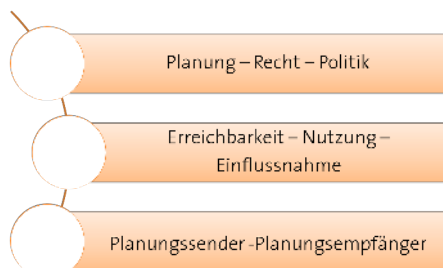 Planung – Recht – Politik
Erreichbarkeit – Nutzung –
Einflussnahme
Planungssender -Planungsempfänger